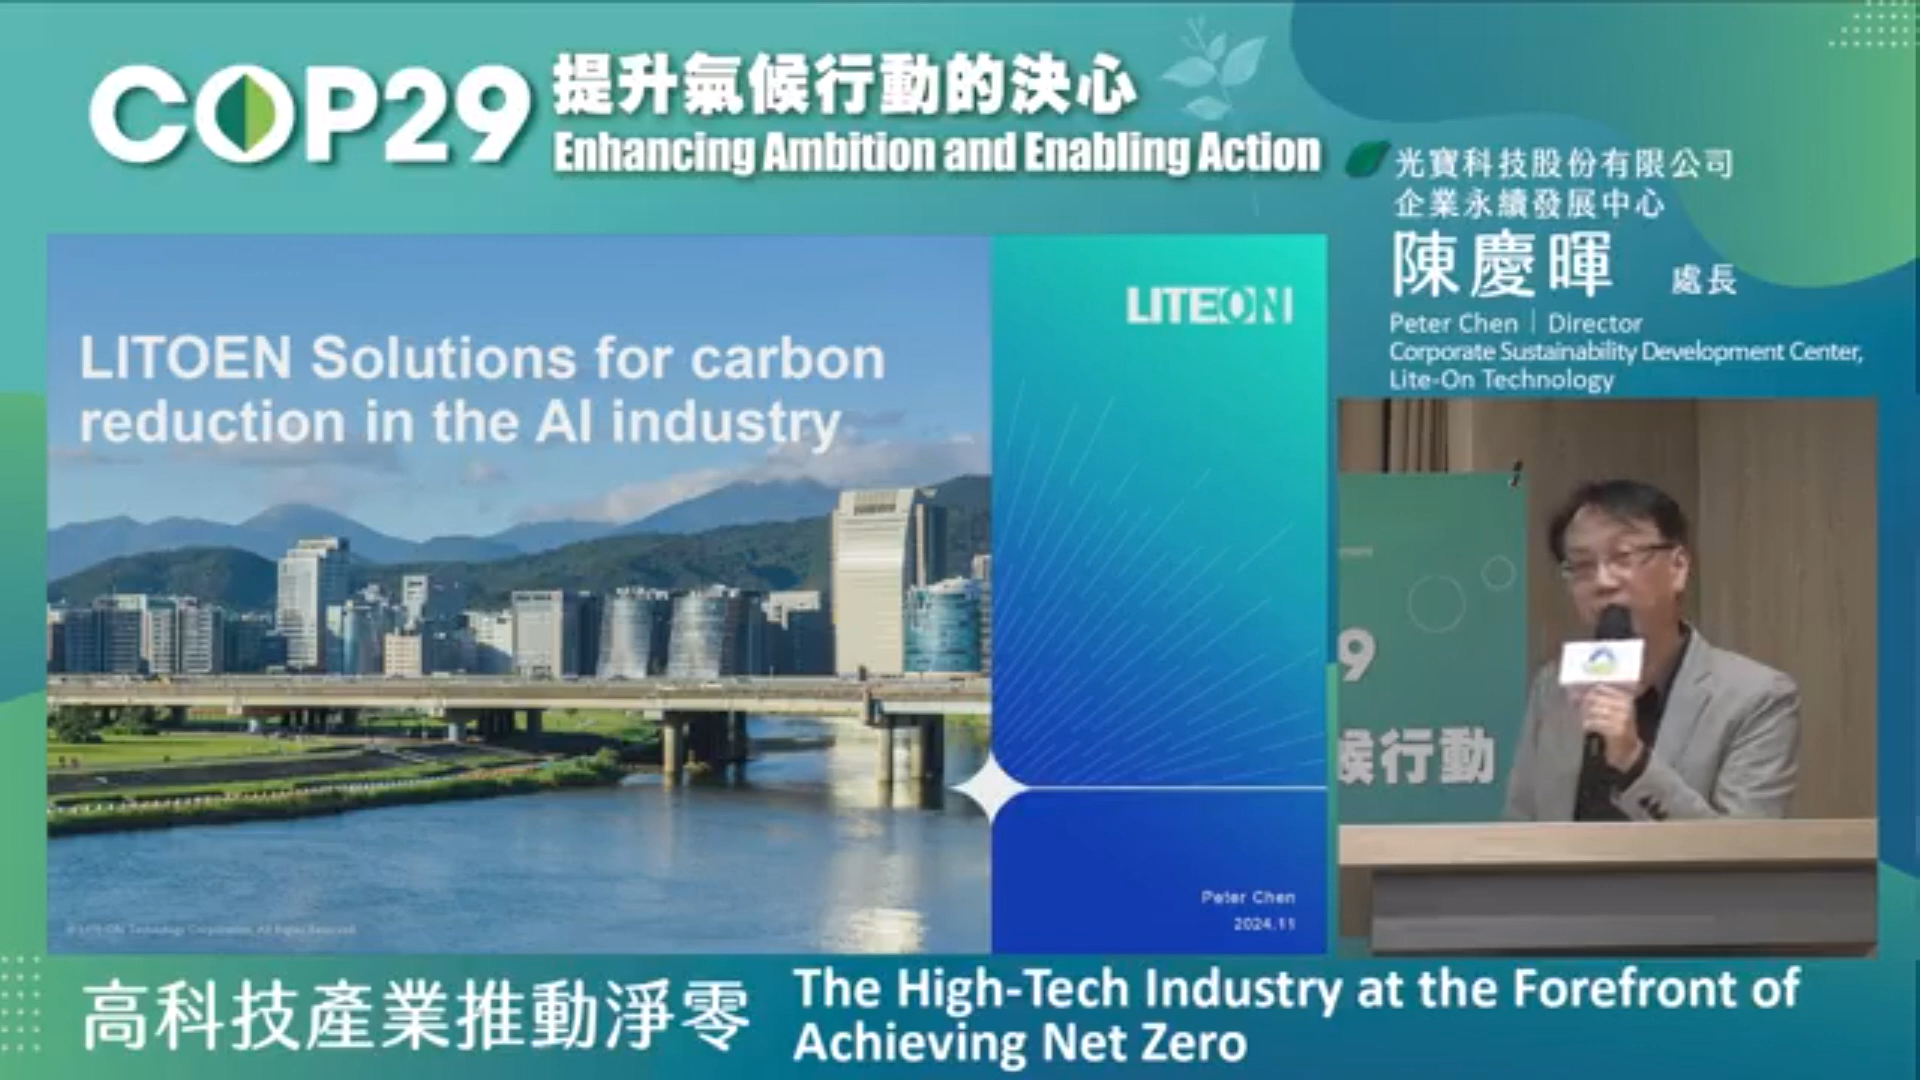 COP29
提升氣候行動的決心
Enhancing Ambition and Enabling Action
光寶科技股份有限公司
企業永續發展中心
陳慶暉 處長
Peter Chen | Director
Corporate Sustainability Development Center,
Lite-On Technology
LITEON
LITOEN Solutions for carbon
reduction in the AI industry
Peter Chen
2024.11
9
候行動
高科技產業推動淨零
The High-Tech Industry at the Forefront of
Achieving Net Zero